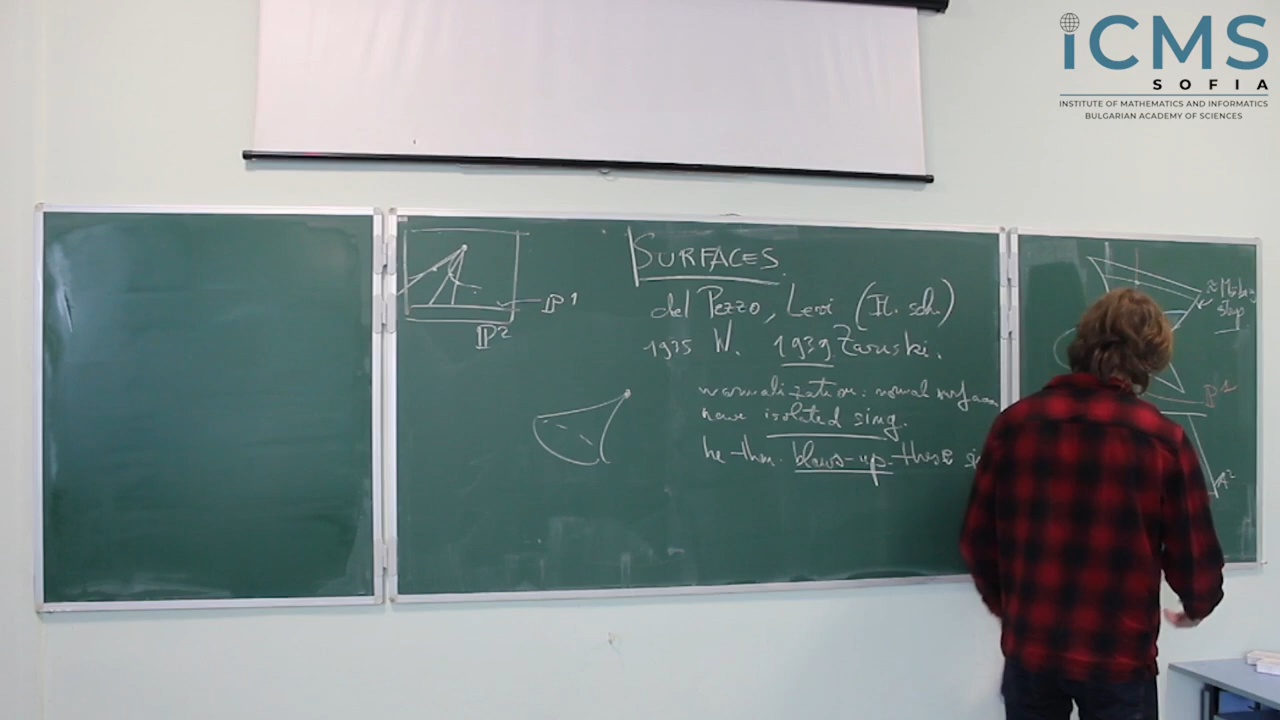 iCMS
SOFIA
INSTITUTE OF MATHEMATICS AND INFORMATICS
BULGARIAN ACADEMY OF SCIENCES
SURFACES
del Pezzo, Levi (It. sch.)
1935 W. 1939 Zariski.
normalization: normal surfaces
have isolated sing.
he then blows-up these
ℙ¹
ℙ²
ℙ¹
𝔸²